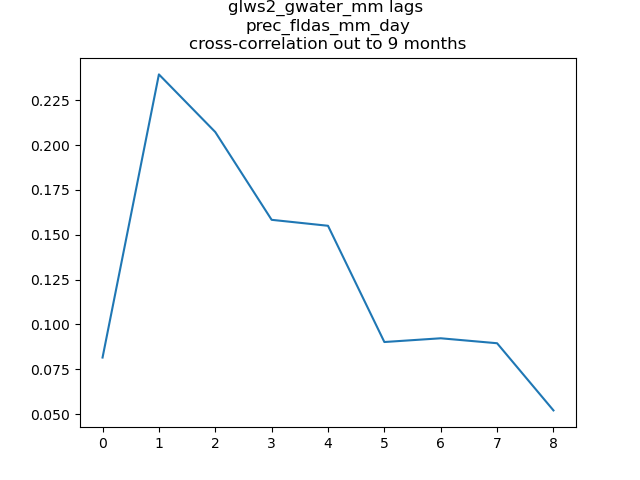 glws2_gwater_mm lags
prec_fldas_mm_day
cross-correlation out to 9 months
0.225
0.200
0.175
0.150
0.125
0.100
0.075
0.050
0 1 2 3 4 5 6 7 8